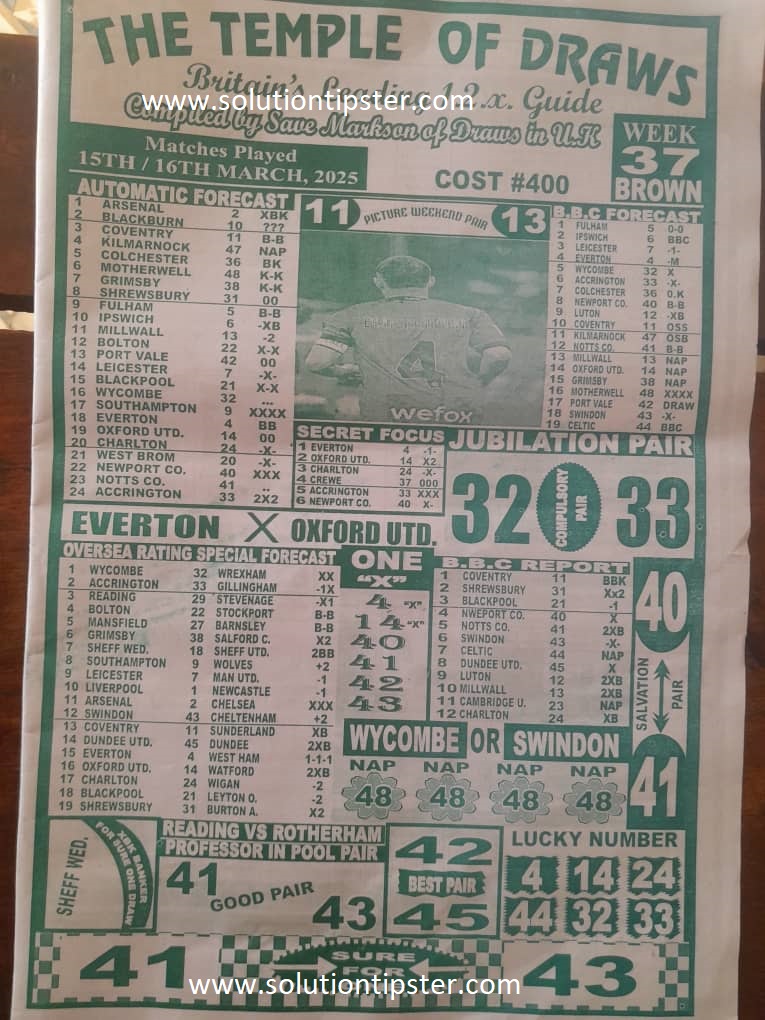 THE TEMPLE OF DRAWS
Britain's Leading 1.2.x. Guide
www.solutiontipster.com
Compiled by Save Markson of Draws in U.K
Matches Played
15TH / 16TH MARCH, 2025
COST #400
WEEK
37
BROWN
AUTOMATIC FORECAST
1 ARSENAL 2 XBK
2 BLACKBURN 10 ???
3 COVENTRY 11 B-B
4 KILMARNOCK 47 NAP
5 COLCHESTER 36 BK
6 MOTHERWELL 48 K-K
7 GRIMSBY 38 K-K
8 SHREWSBURY 31 00
9 FULHAM 5 B-B
10 IPSWICH 6 -XB
11 MILLWALL 13 -2
12 BOLTON 22 X-X
13 PORT VALE 42 00
14 LEICESTER 7 -X-
15 BLACKPOOL 21 X-X
16 WYCOMBE 32 ...
17 SOUTHAMPTON 9 XXXX
18 EVERTON 4 BB
19 OXFORD UTD. 14 00
20 CHARLTON 24 -X-
21 WEST BROM 20 -X-
22 NEWPORT CO. 40 XXX
23 NOTTS CO. 41 ..
24 ACCRINGTON 33 2X2
11 PICTURE WEEKEND PAIR 13
4
wefox
B.B.C FORECAST
1 FULHAM 5 0-0
2 IPSWICH 6 BBC
3 LEICESTER 7 -1-
4 EVERTON 4 -M
5 WYCOMBE 32 X
6 ACCRINGTON 33 -X-
7 COLCHESTER 36 0.K
8 NEWPORT CO. 40 B-B
9 LUTON 12 -XB
10 COVENTRY 11 OSS
11 KILMARNOCK 47 OSB
12 NOTTS CO. 41 B-B
13 MILLWALL 13 NAP
14 OXFORD UTD. 14 NAP
15 GRIMSBY 38 NAP
16 MOTHERWELL 48 XXXX
17 PORT VALE 42 DRAW
18 SWINDON 43 -X-
19 CELTIC 44 BBC
SECRET FOCUS
1 EVERTON 4 -1-
2 OXFORD UTD. 14 X2
3 CHARLTON 24 -X-
4 CREWE 37 000
5 ACCRINGTON 33 XXX
6 NEWPORT CO. 40 X-
JUBILATION PAIR
32 COMPULSORY PAIR 33
EVERTON X OXFORD UTD.
OVERSEA RATING SPECIAL FORECAST
1 WYCOMBE 32 WREXHAM XX
2 ACCRINGTON 33 GILLINGHAM -1X
3 READING 29 STEVENAGE -X1
4 BOLTON 22 STOCKPORT B-B
5 MANSFIELD 27 BARNSLEY B-B
6 GRIMSBY 38 SALFORD C. X2
7 SHEFF WED. 18 SHEFF UTD. 2BB
8 SOUTHAMPTON 9 WOLVES +2
9 LEICESTER 7 MAN UTD. -1
10 LIVERPOOL 1 NEWCASTLE -1
11 ARSENAL 2 CHELSEA XXX
12 SWINDON 43 CHELTENHAM +2
13 COVENTRY 11 SUNDERLAND XB
14 DUNDEE UTD. 45 DUNDEE 2XB
15 EVERTON 4 WEST HAM 1-1-1
16 OXFORD UTD. 14 WATFORD 2XB
17 CHARLTON 24 WIGAN -2
18 BLACKPOOL 21 LEYTON O. -2
19 SHREWSBURY 31 BURTON A. X2
ONE
"X"
4 "X"
14 "X"
40
41
42
43
B.B.C REPORT
1 COVENTRY 11 BBK
2 SHREWSBURY 31 Xx2
3 BLACKPOOL 21 -1
4 NWEPORT CO. 40 X
5 NOTTS CO. 41 2XB
6 SWINDON 43 -X-
7 CELTIC 44 NAP
8 DUNDEE UTD. 45 X
9 LUTON 12 2XB
10 MILLWALL 13 2XB
11 CAMBRIDGE U. 23 NAP
12 CHARLTON 24 XB
40
SALVATION PAIR
41
WYCOMBE OR SWINDON
NAP NAP NAP NAP
48 48 48 48
SHEFF WED.
XBK BANKER
FOR SURE ONE DRAW
READING VS ROTHERHAM
PROFESSOR IN POOL PAIR
41 GOOD PAIR 43
42
BEST PAIR
45
LUCKY NUMBER
4 14 24
44 32 33
41 SURE FOR 43
www.solutiontipster.com